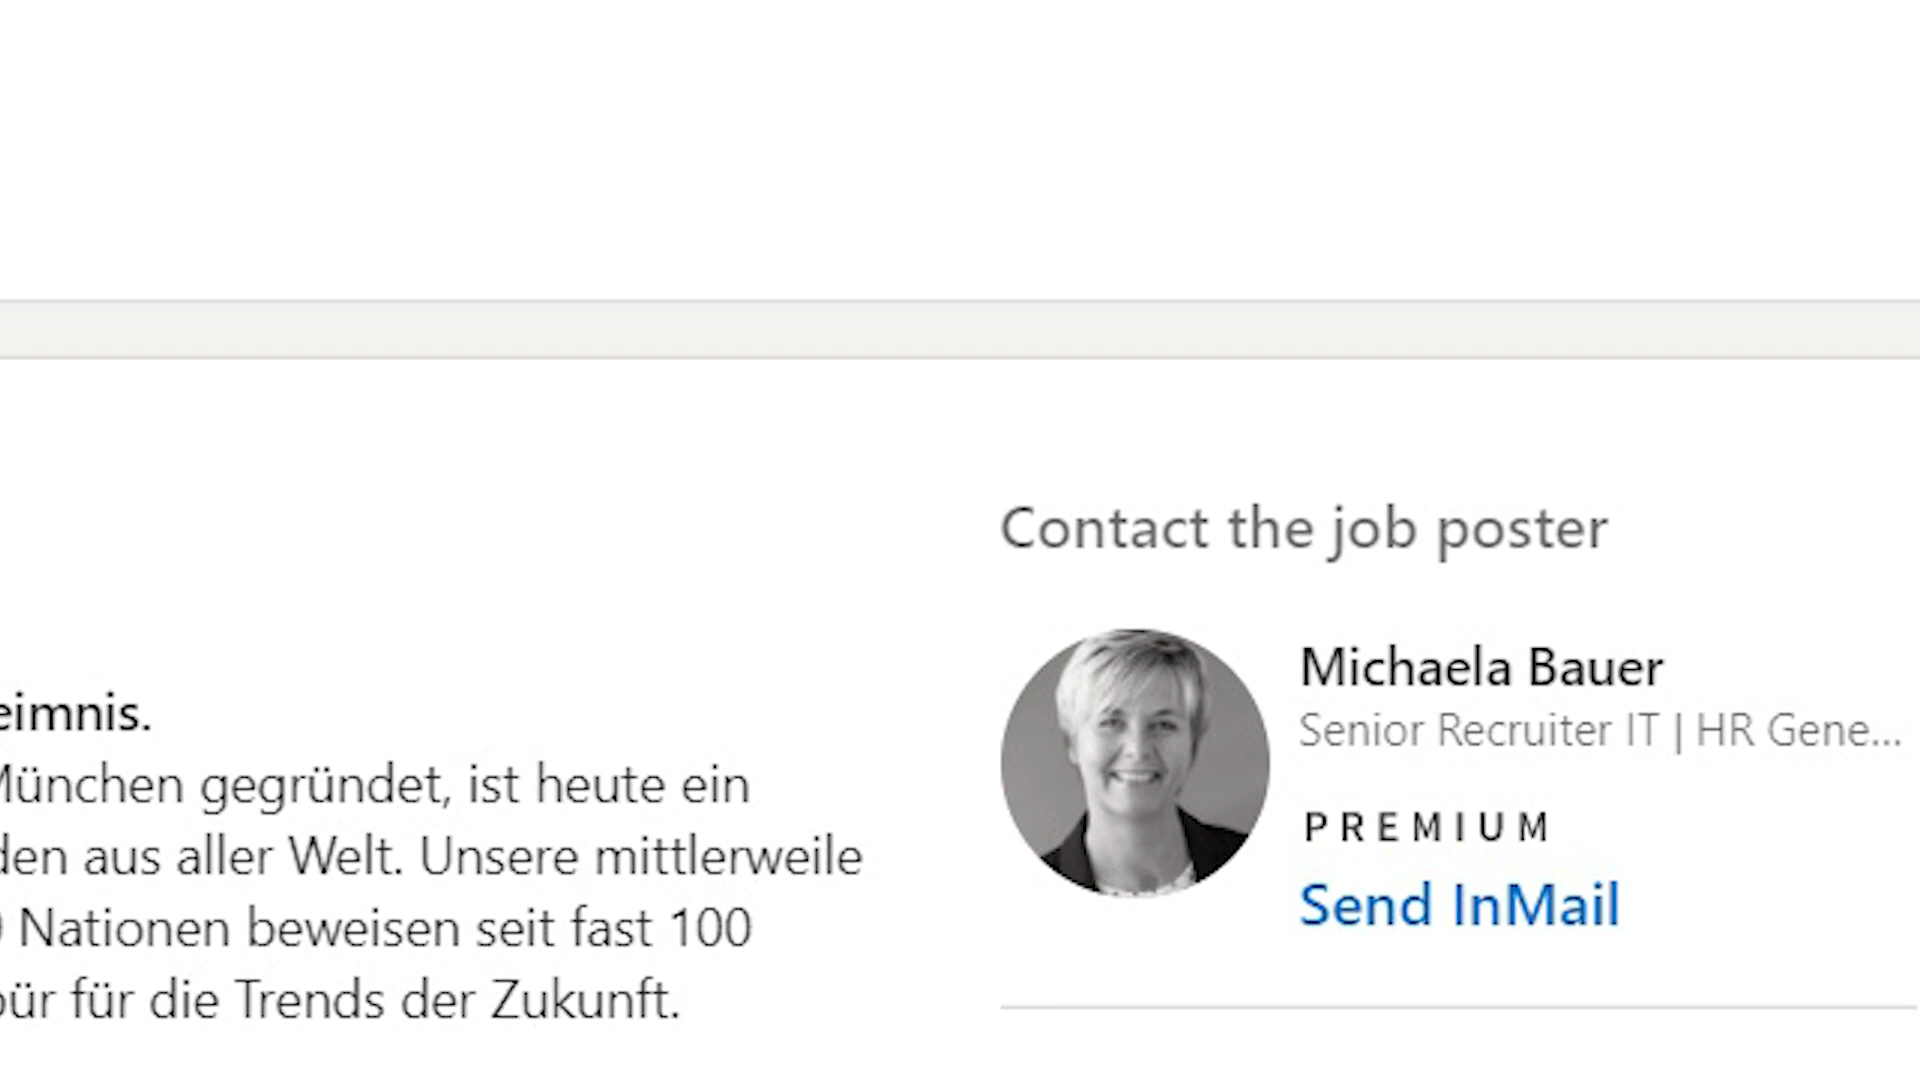 eimnis.
München gegründet, ist heute ein
den aus aller Welt. Unsere mittlerweile
Nationen beweisen seit fast 100
für die Trends der Zukunft.
Contact the job poster
Michaela Bauer
Senior Recruiter IT | HR Gene...
PREMIUM
Send InMail